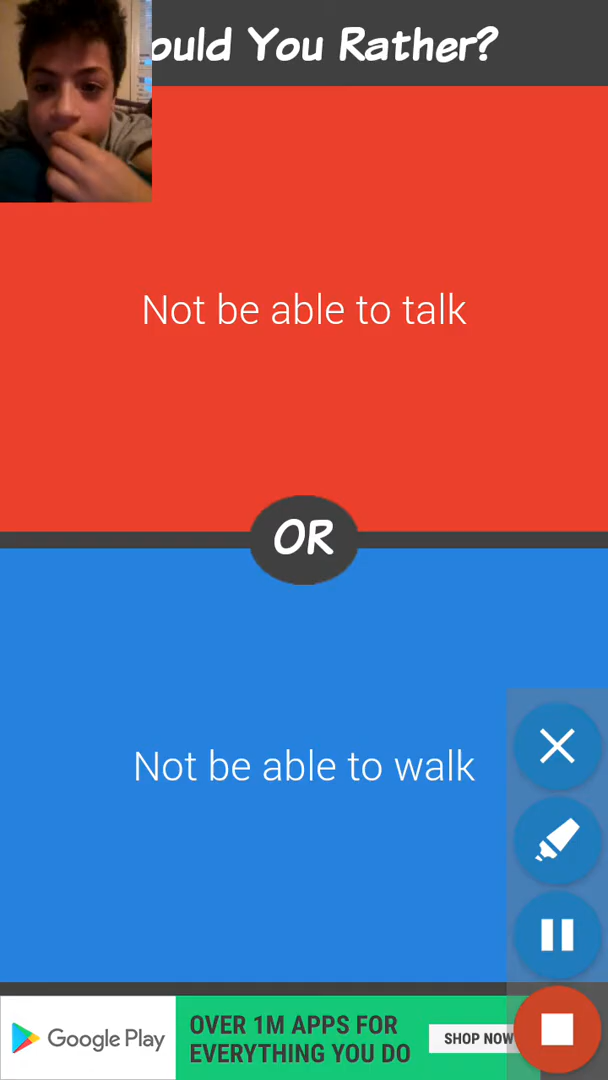 ould You Rather?
Not be able to talk
OR
Not be able to walk
Google Play
OVER 1M APPS FOR
EVERYTHING YOU DO
SHOP NOW